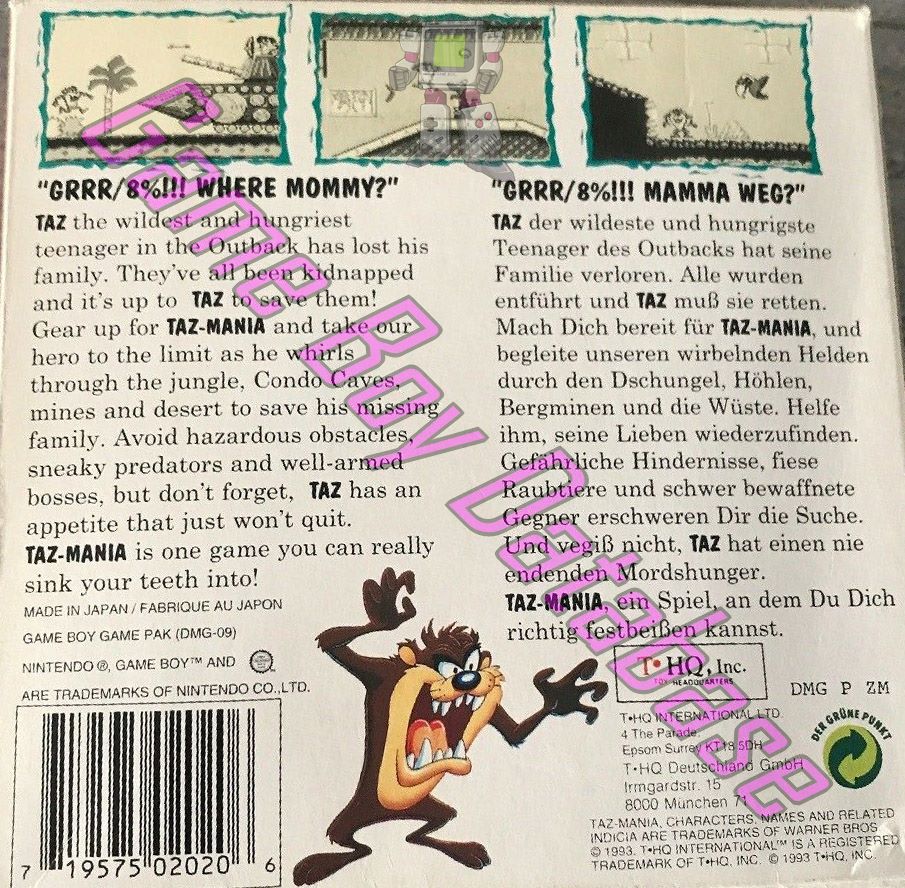 "GRRR/8%!!! WHERE MOMMY?"
TAZ the wildest and hungriest
teenager in the Outback has lost his
family. They've all been kidnapped
and it's up to TAZ to save them!
Gear up for TAZ-MANIA and take our
hero to the limit as he whirls
through the jungle, Condo Caves,
mines and desert to save his missing
family. Avoid hazardous obstacles,
sneaky predators and well-armed
bosses, but don't forget, TAZ has an
appetite that just won't quit.
TAZ-MANIA is one game you can really
sink your teeth into!
MADE IN JAPAN / FABRIQUE AU JAPON
GAME BOY GAME PAK (DMG-09)
NINTENDO ®, GAME BOY™ AND
ARE TRADEMARKS OF NINTENDO CO., LTD.
7 19575 02020 6
"GRRR/8%!!! MAMMA WEG?"
TAZ der wildeste und hungrigste
Teenager des Outbacks hat seine
Familie verloren. Alle wurden
entführt und TAZ muß sie retten.
Mach Dich bereit für TAZ-MANIA, und
begleite unseren wirbelnden Helden
durch den Dschungel, Höhlen,
Bergminen und die Wüste. Helfe
ihm, seine Lieben wiederzufinden.
Gefährliche Hindernisse, fiese
Raubtiere und schwer bewaffnete
Gegner erschweren Dir die Suche.
Und vegiß nicht, TAZ hat einen nie
endenden Mordshunger.
TAZ-MANIA, ein Spiel, an dem Du Dich
richtig festbeißen kannst.
T•HQ, Inc.
TOY HEADQUARTERS
DMG P ZM
T•HQ INTERNATIONAL LTD.
4 The Parade,
Epsom Surrey KT18 5DH
T•HQ Deutschland GmbH
Irmgardstr. 15
8000 München 71
DER GRÜNE PUNKT
TAZ-MANIA, CHARACTERS, NAMES AND RELATED
INDICIA ARE TRADEMARKS OF WARNER BROS
© 1993. T•HQ INTERNATIONAL™ IS A REGISTERED
TRADEMARK OF T•HQ, INC. © 1993 T•HQ, INC.
Game Boy Database